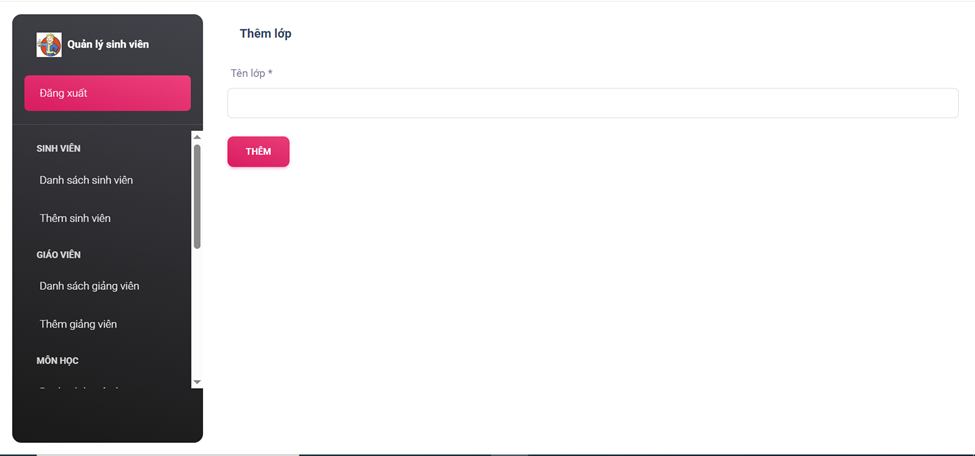 Quản lý sinh viên
Đăng xuất
SINH VIÊN
Danh sách sinh viên
Thêm sinh viên
GIÁO VIÊN
Danh sách giảng viên
Thêm giảng viên
MÔN HỌC
Thêm lớp
Tên lớp *
THÊM